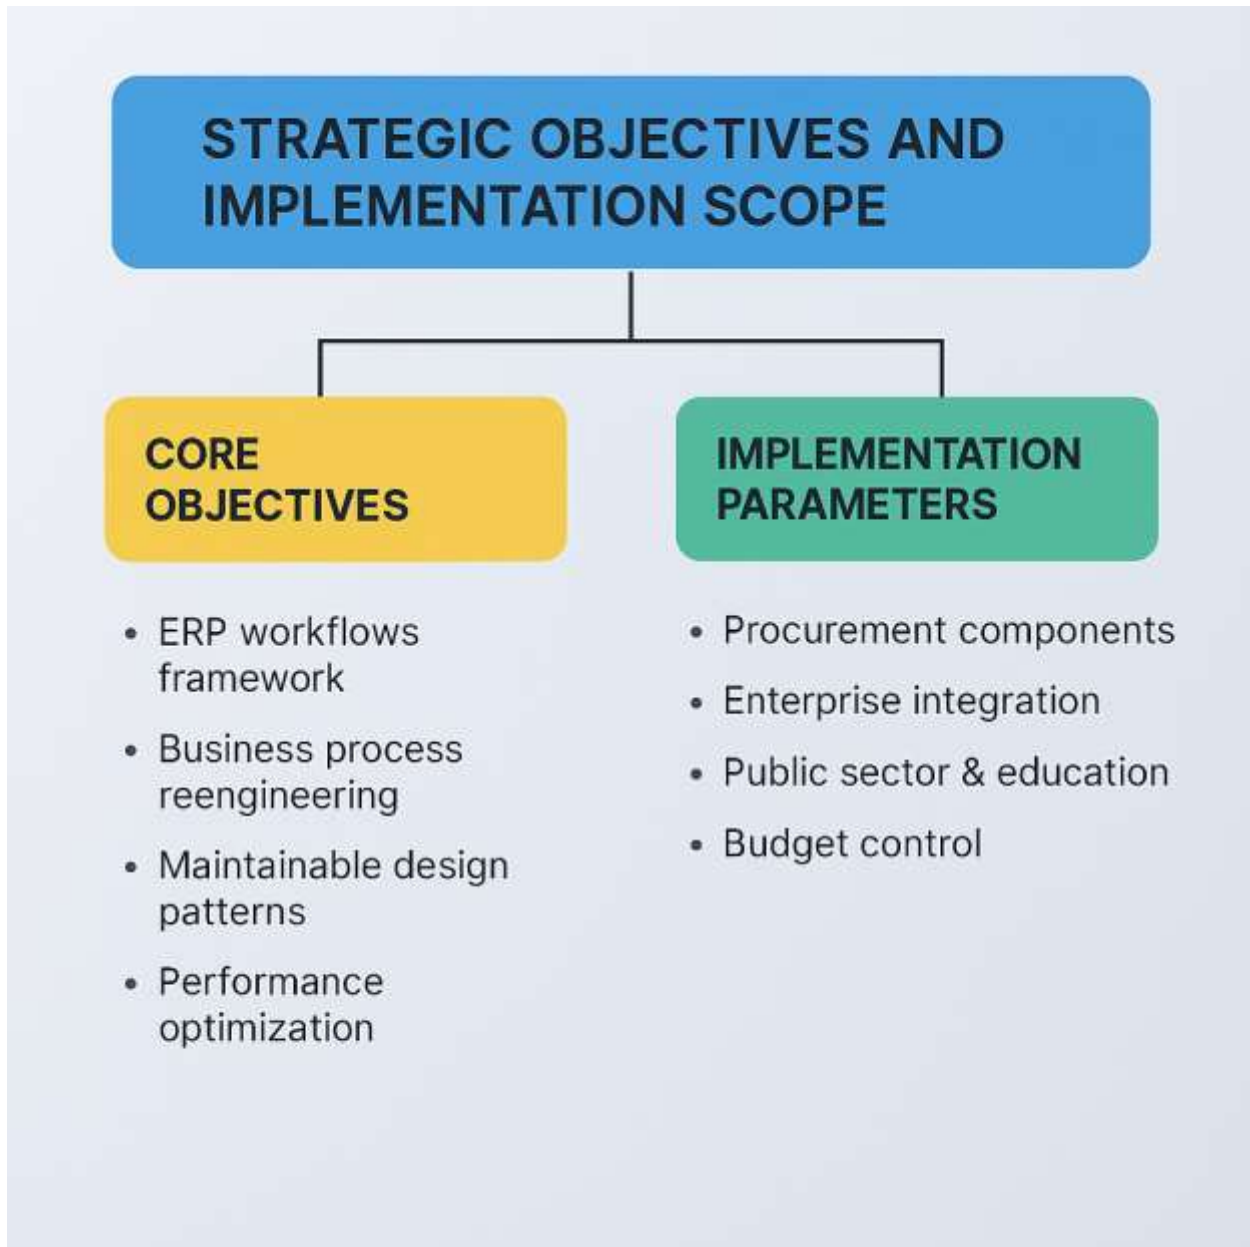 STRATEGIC OBJECTIVES AND
IMPLEMENTATION SCOPE
CORE
OBJECTIVES
• ERP workflows
framework
• Business process
reengineering
• Maintainable design
patterns
• Performance
optimization
IMPLEMENTATION
PARAMETERS
• Procurement components
• Enterprise integration
• Public sector & education
• Budget control